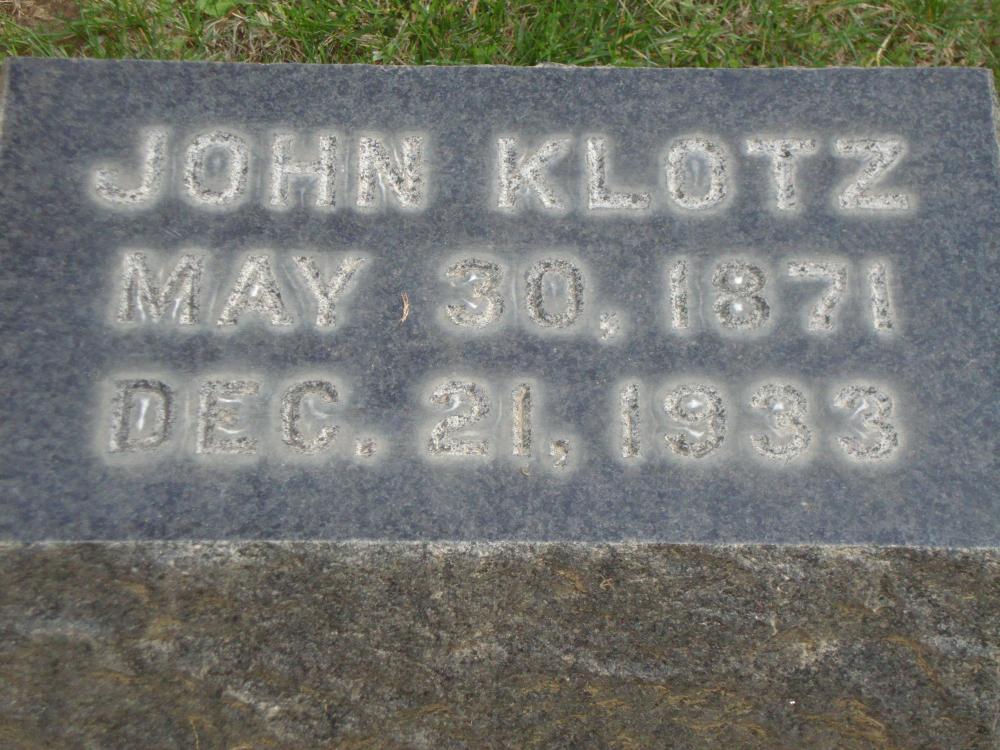 JOHN KLOTZ
MAY 30, 1871
DEC. 21, 1933